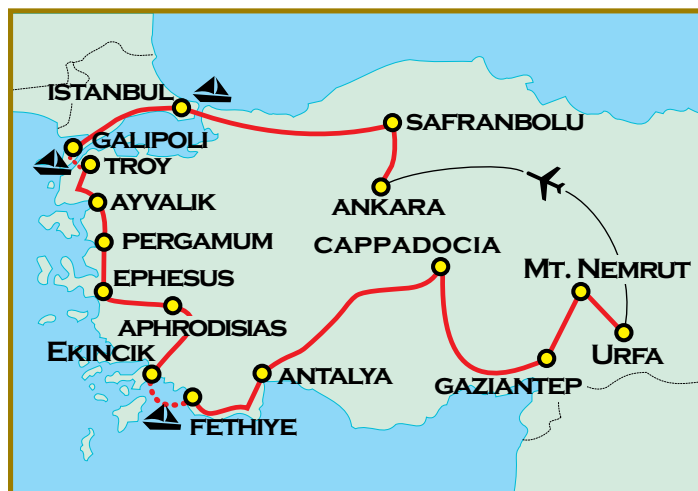 ISTANBUL
SAFRANBOLU
GALIPOLI
TROY
AYVALIK
ANKARA
PERGAMUM
CAPPADOCIA
MT. NEMRUT
EPHESUS
APHRODISIAS
EKINCIK
URFA
ANTALYA
GAZIANTEP
FETHIYE